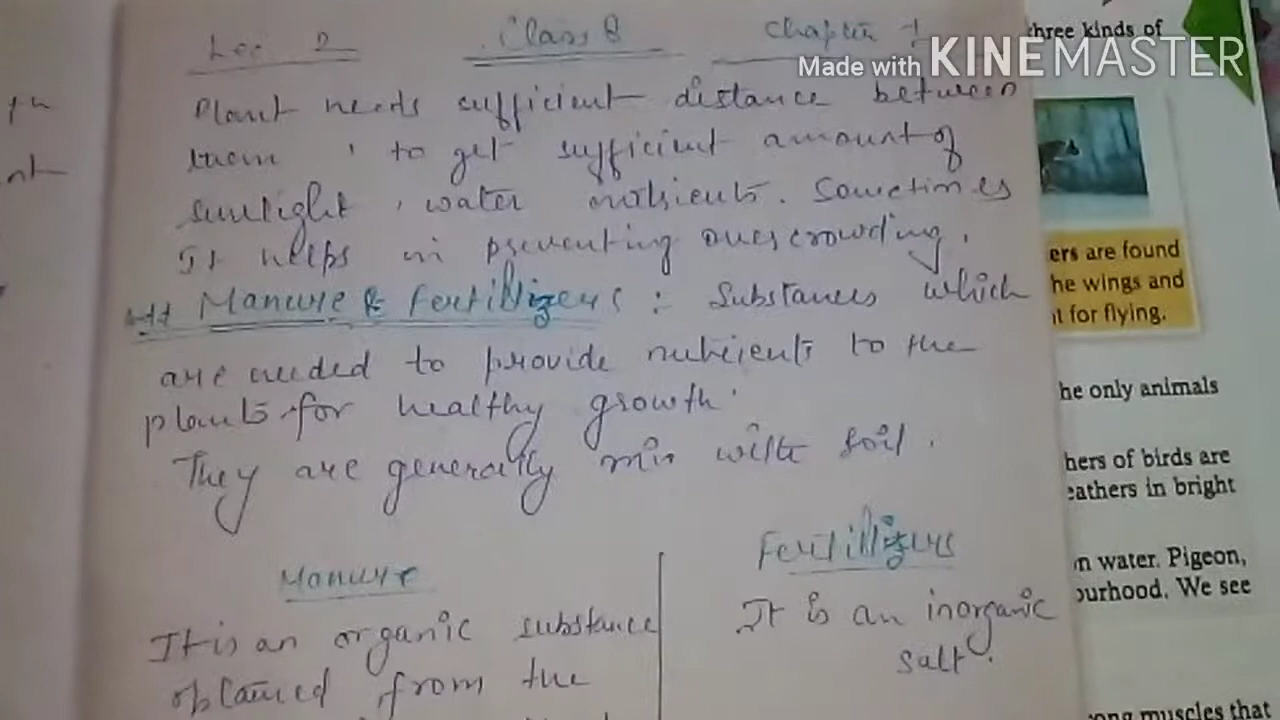 Lec 2 Class 8 Chapter - 1
Made with KINEMASTER
Plant needs sufficient distance between
them , to get sufficient amount of
sunlight , water nutrients. Sometimes
It helps in preventing overcrowding.
Manure & Fertillizers : Substances which
are needed to provide nutrients to the
plants for healthy growth.
They are generally mix with soil.
Manure
It is an organic substance
obtained from the
Fertillizers
It is an inorganic
salt.
three kinds of
ers are found
he wings and
t for flying.
he only animals
hers of birds are
eathers in bright
n water. Pigeon,
ourhood. We see
ong muscles that